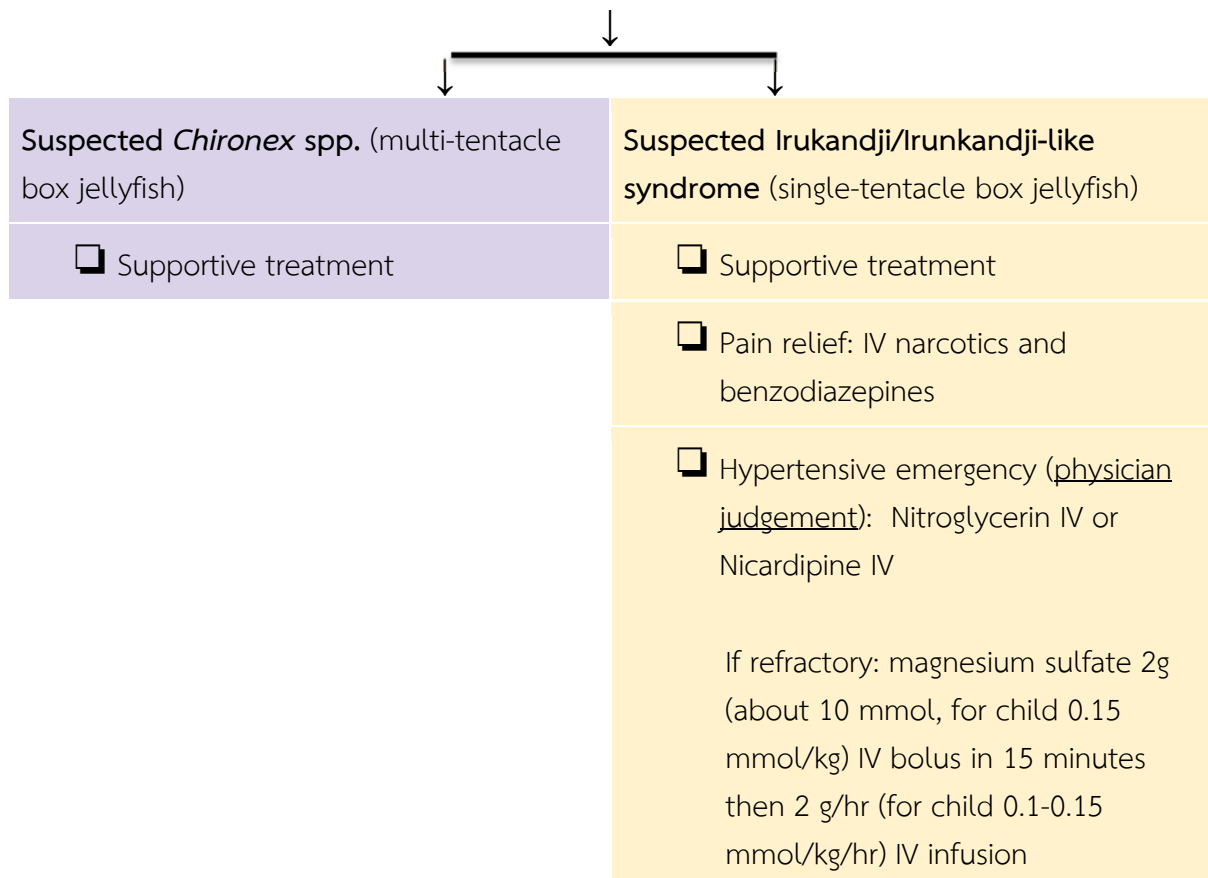 Suspected Chironex spp. (multi-tentacle
box jellyfish)
❏ Supportive treatment
Suspected Irukandji/Irunkandji-like
syndrome (single-tentacle box jellyfish)
❏ Supportive treatment
❏ Pain relief: IV narcotics and
benzodiazepines
❏ Hypertensive emergency (physician
judgement):  Nitroglycerin IV or
Nicardipine IV
If refractory: magnesium sulfate 2g
(about 10 mmol, for child 0.15
mmol/kg) IV bolus in 15 minutes
then 2 g/hr (for child 0.1-0.15
mmol/kg/hr) IV infusion